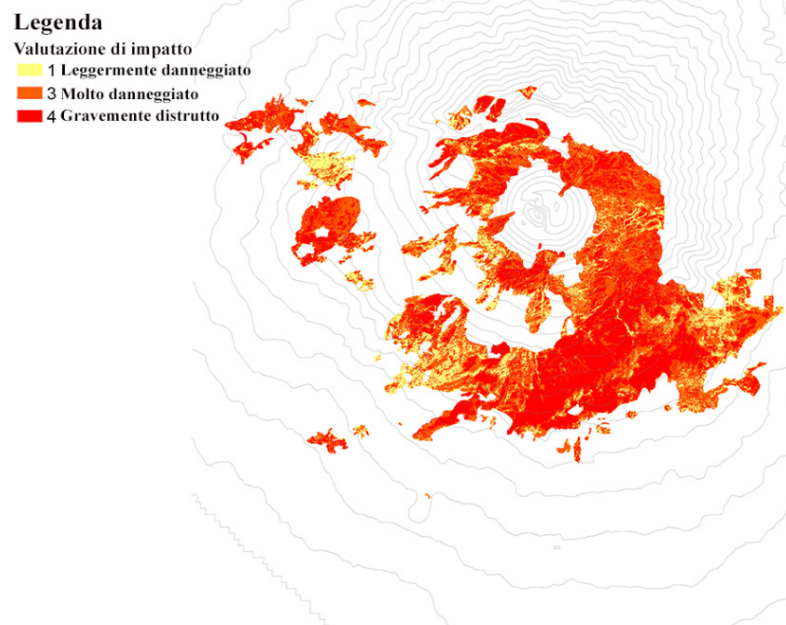 Legenda
Valutazione di impatto
1 Leggermente danneggiato
3 Molto danneggiato
4 Gravemente distrutto